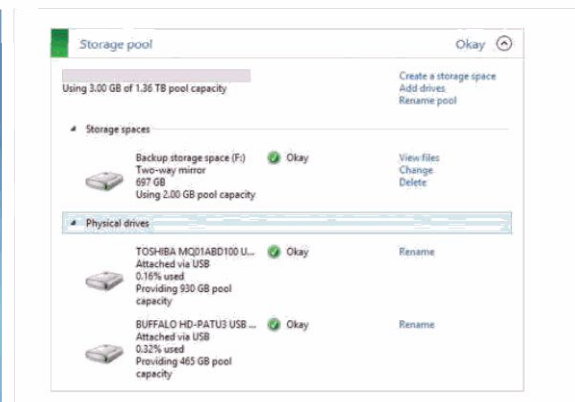 Storage pool
Okay
Using 3.00 GB of 1.36 TB pool capacity
Create a storage space
Add drives
Rename pool
Storage spaces
Backup storage space (F:)
Okay
View files
Two-way mirror
Change
697 GB
Delete
Using 2.00 GB pool capacity
Physical drives
TOSHIBA MQ01ABD100 U...
Okay
Rename
Attached via USB
0.16% used
Providing 930 GB pool
capacity
BUFFALO HD-PATU3 USB ...
Okay
Rename
Attached via USB
0.32% used
Providing 465 GB pool
capacity